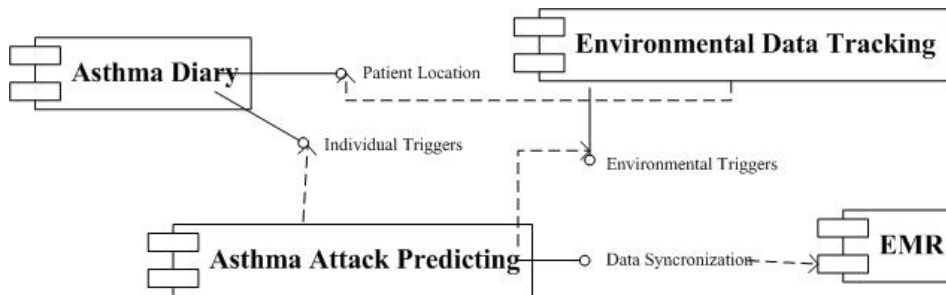 Environmental Data Tracking
Asthma Diary
Patient Location
Individual Triggers
Environmental Triggers
Asthma Attack Predicting
Data Syncronization
EMR